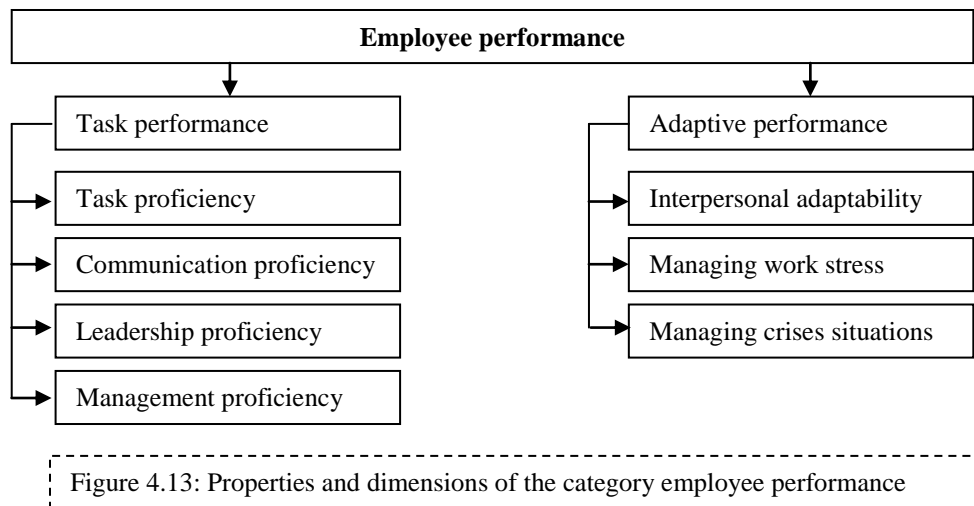 Employee performance
Task performance
Task proficiency
Communication proficiency
Leadership proficiency
Management proficiency
Adaptive performance
Interpersonal adaptability
Managing work stress
Managing crises situations
Figure 4.13: Properties and dimensions of the category employee performance